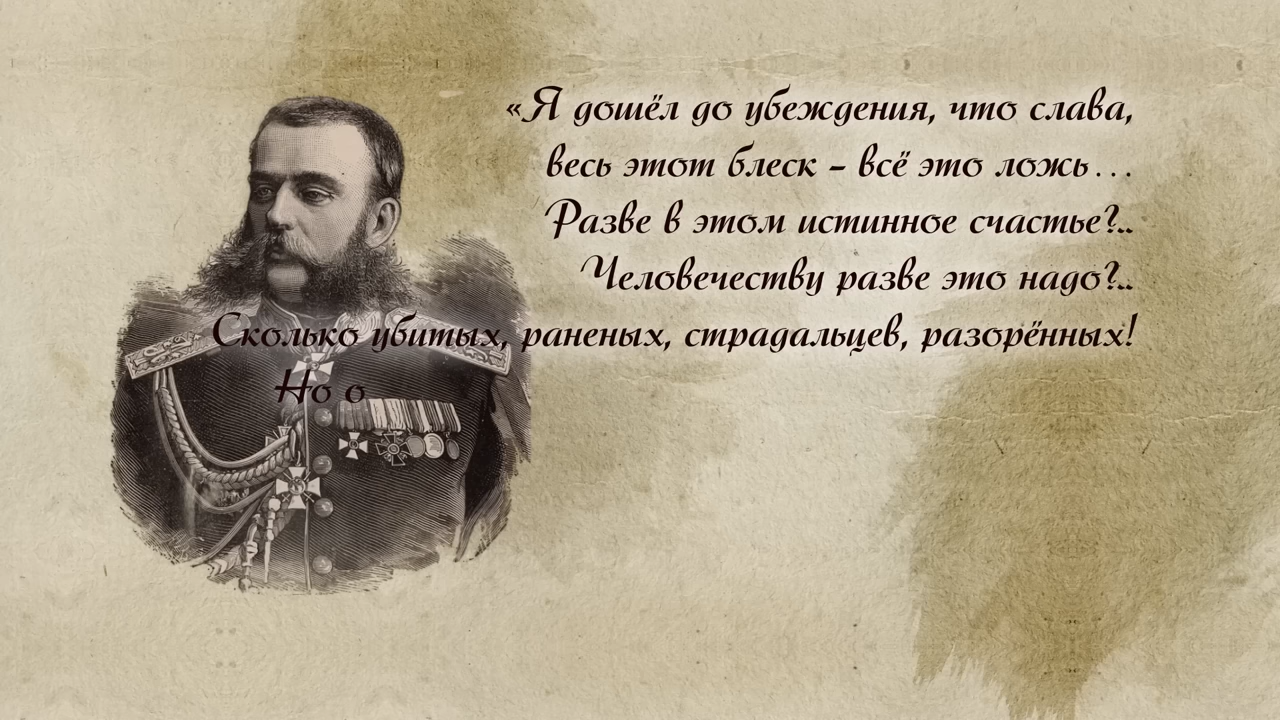 «Я дошёл до убеждения, что слава,
весь этот блеск – всё это ложь...
Разве в этом истинное счастье?..
Человечеству разве это надо?..
Сколько убитых, раненых, страдальцев, разорённых!
Но о